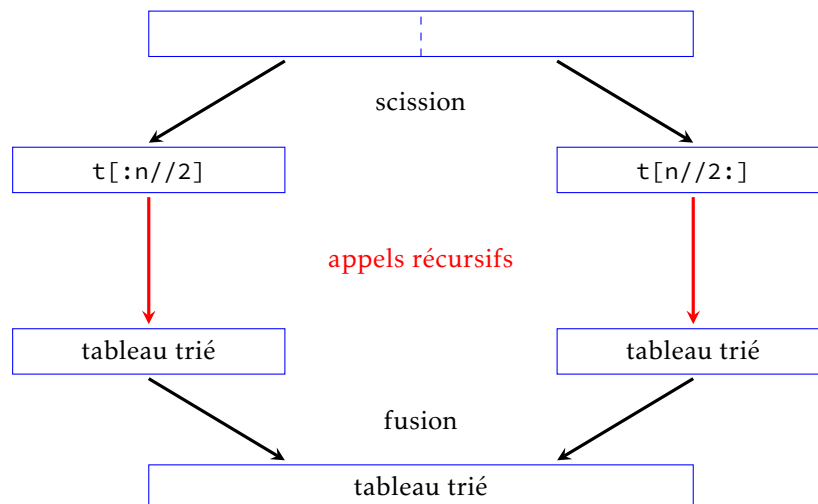 scission
t[:n//2]
t[n//2:]
appels récursifs
tableau trié
tableau trié
fusion
tableau trié